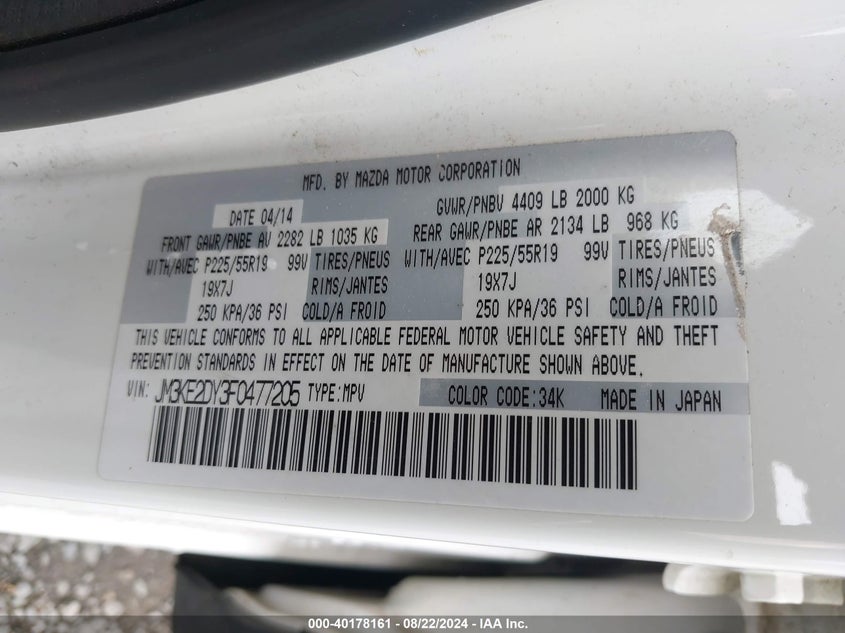 MFD. BY MAZDA MOTOR CORPORATION
DATE 04/14 GVWR/PNBV 4409 LB 2000 KG
FRONT GAWR/PNBE AV 2282 LB 1035 KG REAR GAWR/PNBE AR 2134 LB 968 KG
WITH/AVEC P225/55R19 99V TIRES/PNEUS WITH/AVEC P225/55R19 99V TIRES/PNEUS
19X7J RIMS/JANTES 19X7J RIMS/JANTES
250 KPA/36 PSI COLD/A FROID 250 KPA/36 PSI COLD/A FROID
THIS VEHICLE CONFORMS TO ALL APPLICABLE FEDERAL MOTOR VEHICLE SAFETY AND THEFT
PREVENTION STANDARDS IN EFFECT ON THE DATE OF MANUFACTURE SHOWN ABOVE.
VIN: JM3KE2DY3F0477205 TYPE:MPV COLOR CODE:34K MADE IN JAPAN
000-40178161 - 08/22/2024 - IAA Inc.